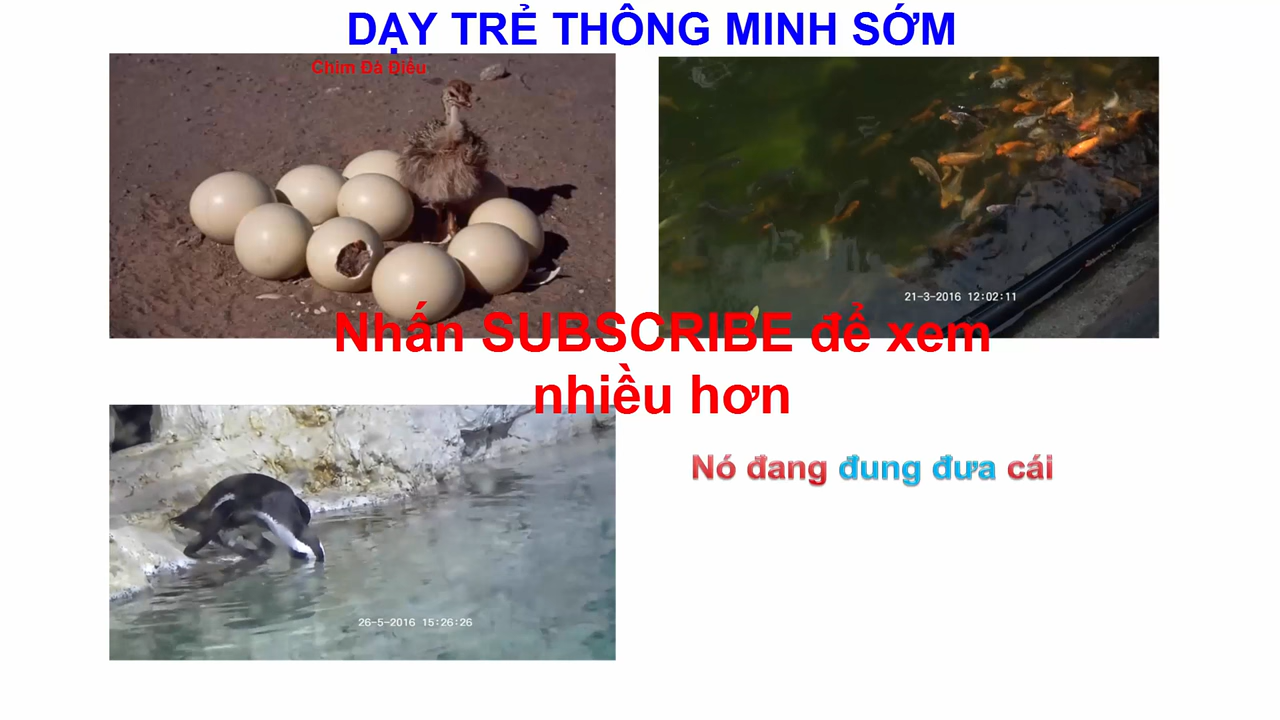 DẠY TRẺ THÔNG MINH SỚM
Chim Đà Điểu
21-3-2016 12:02:11
Nhấn SUBSCRIBE để xem
nhiều hơn
Nó đang đung đưa cái
26-5-2016 15:26:26